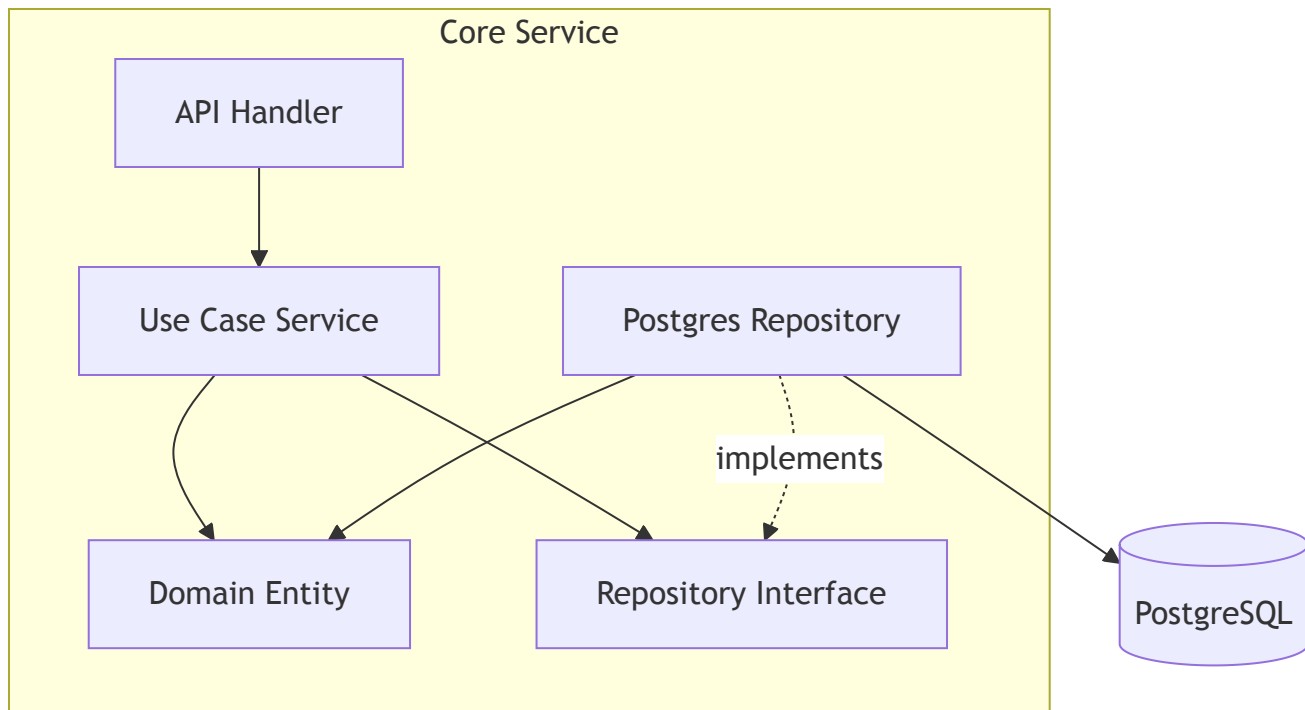 Core Service
API Handler
Use Case Service
Postgres Repository
implements
Domain Entity
Repository Interface
PostgreSQL